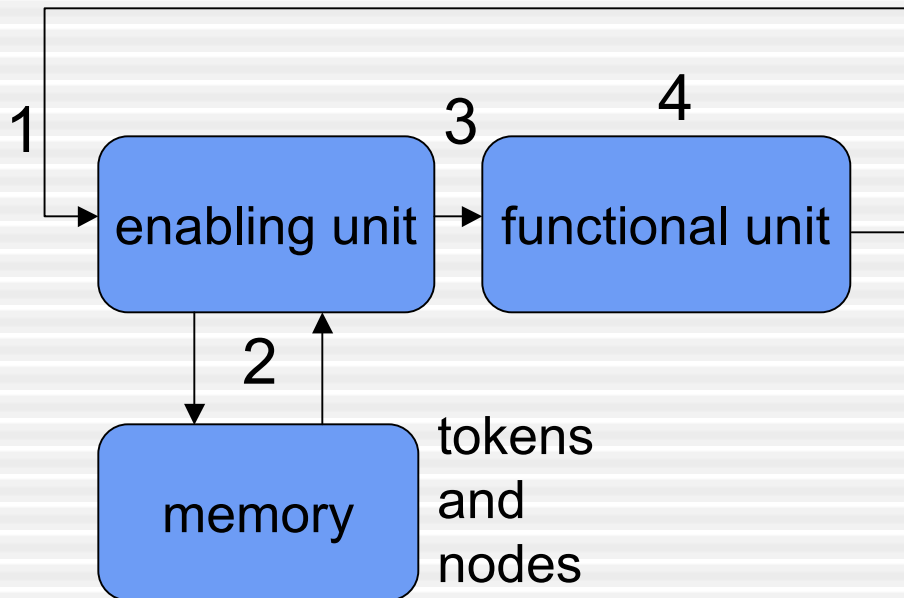 1
3
4
enabling unit
functional unit
2
memory
tokens
and
nodes